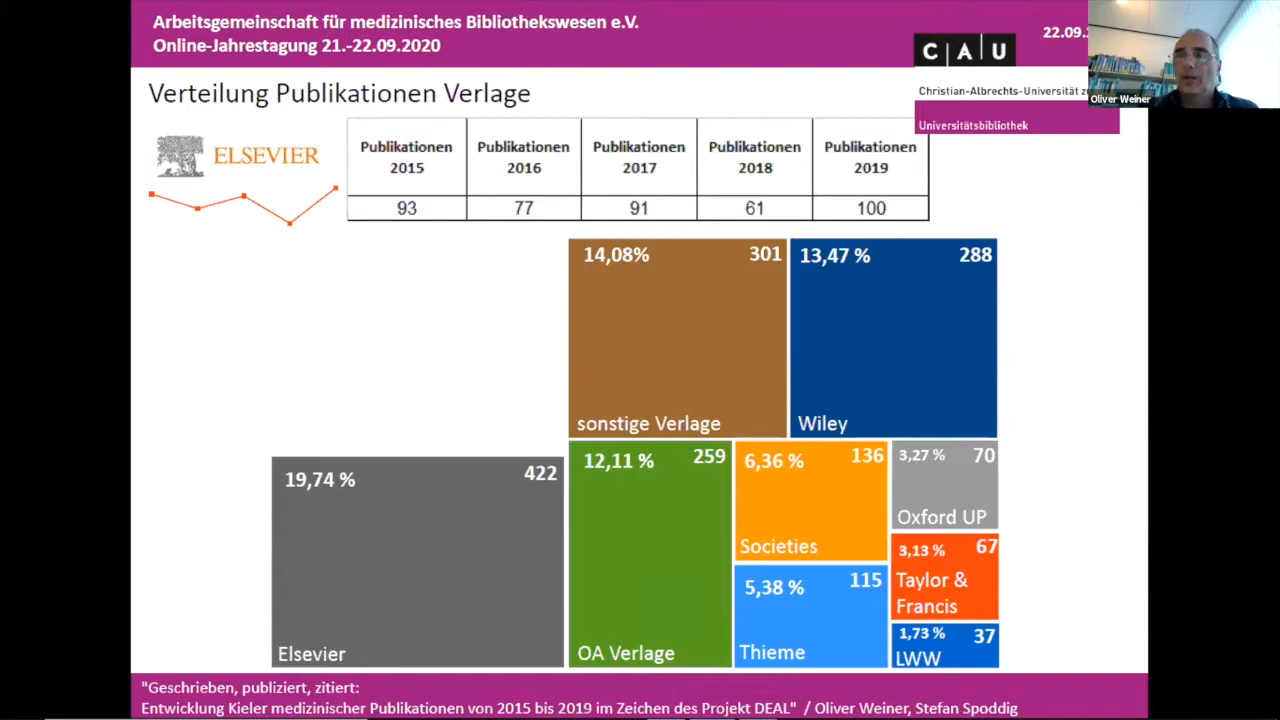 Arbeitsgemeinschaft für medizinisches Bibliothekswesen e.V.
Online-Jahrestagung 21.-22.09.2020
22.09.
C A U
Oliver Weiner
Christian-Albrechts-Universität
Universitätsbibliothek
Verteilung Publikationen Verlage
ELSEVIER
Publikationen 2015 Publikationen 2016 Publikationen 2017 Publikationen 2018 Publikationen 2019
93 77 91 61 100
14,08% 301
sonstige Verlage
13,47 % 288
Wiley
19,74 % 422
Elsevier
12,11 % 259
OA Verlage
6,36 % 136
Societies
5,38 % 115
Thieme
3,27 % 70
Oxford UP
3,13 % 67
Taylor &
Francis
1,73 % 37
LWW
"Geschrieben, publiziert, zitiert:
Entwicklung Kieler medizinischer Publikationen von 2015 bis 2019 im Zeichen des Projekt DEAL" / Oliver Weiner, Stefan Spoddig